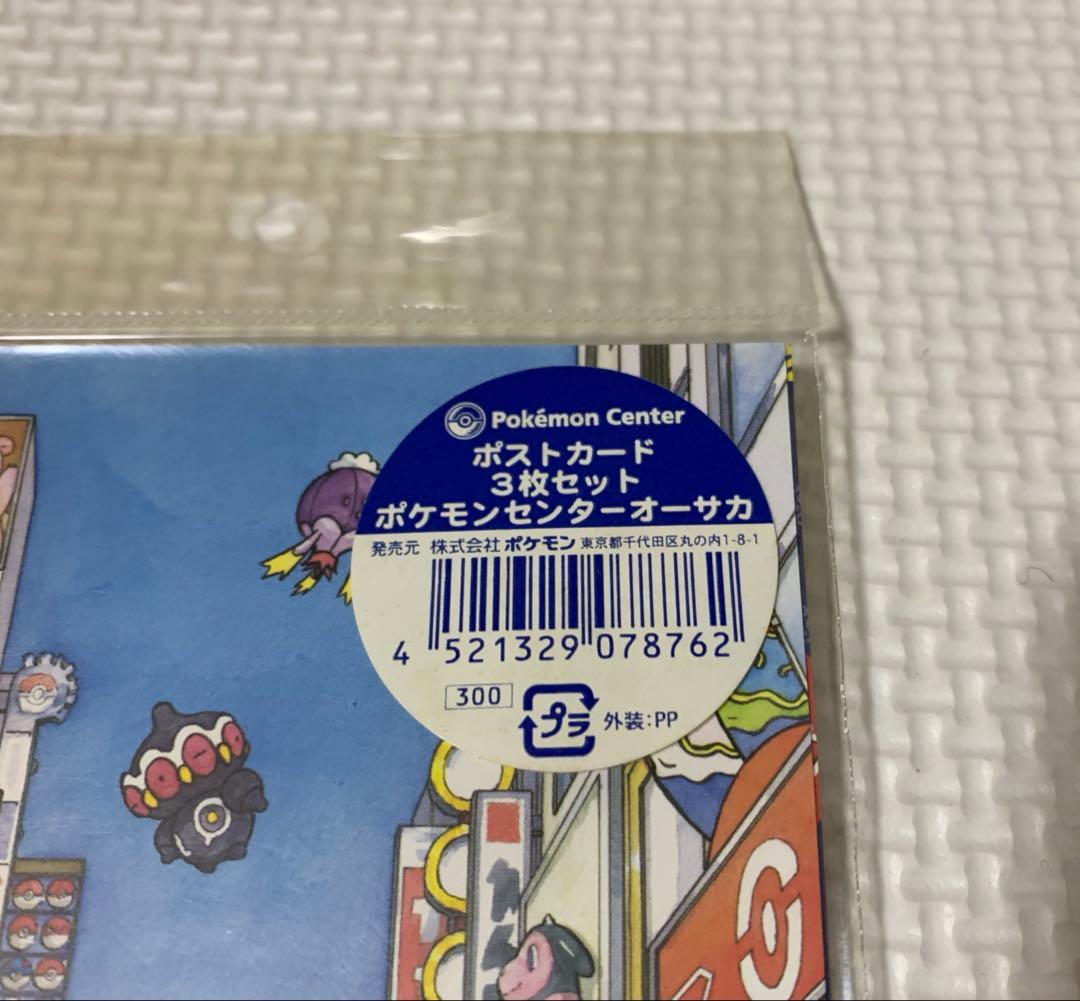 Pokémon Center
ポストカード
3枚セット
ポケモンセンターオーサカ
発売元 株式会社ポケモン 東京都千代田区丸の内1-8-1
4 521329 078762
300
プラ 外装:PP